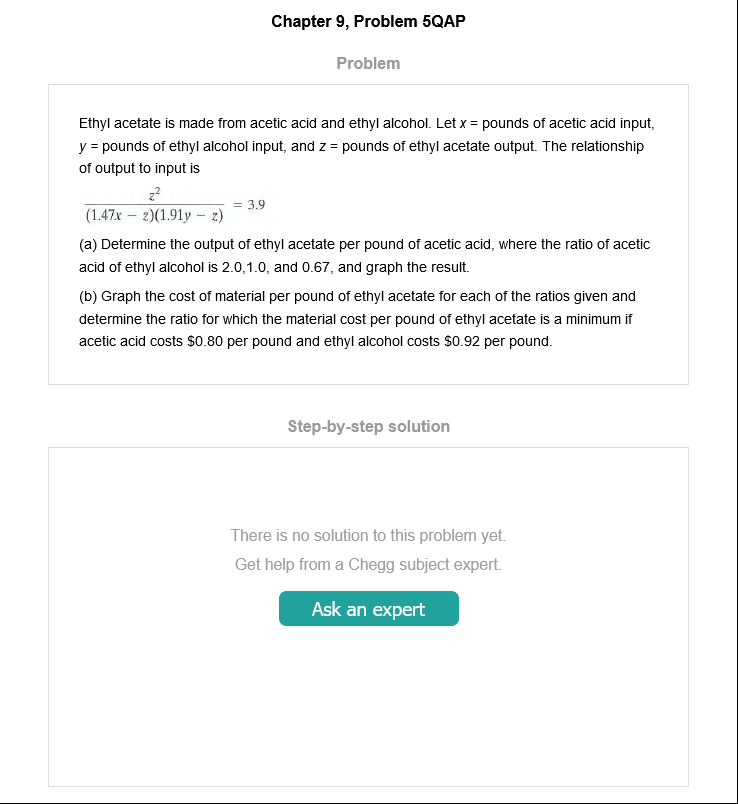 Chapter 9, Problem 5QAP
Problem
Ethyl acetate is made from acetic acid and ethyl alcohol. Let x = pounds of acetic acid input,
y = pounds of ethyl alcohol input, and z = pounds of ethyl acetate output. The relationship
of output to input is
z²
(1.47x − z)(1.91y − z)
= 3.9
(a) Determine the output of ethyl acetate per pound of acetic acid, where the ratio of acetic
acid of ethyl alcohol is 2.0,1.0, and 0.67, and graph the result.
(b) Graph the cost of material per pound of ethyl acetate for each of the ratios given and
determine the ratio for which the material cost per pound of ethyl acetate is a minimum if
acetic acid costs $0.80 per pound and ethyl alcohol costs $0.92 per pound.
Step-by-step solution
There is no solution to this problem yet.
Get help from a Chegg subject expert.
Ask an expert